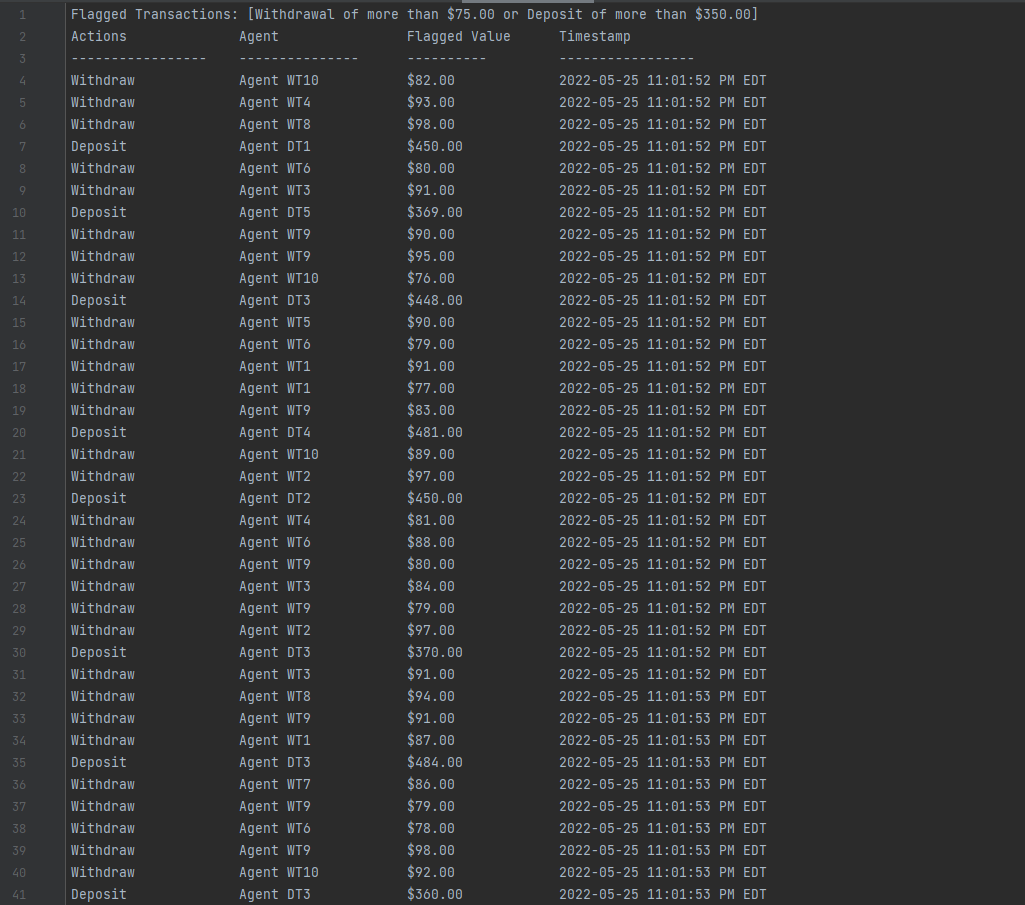 1 Flagged Transactions: [Withdrawal of more than $75.00 or Deposit of more than $350.00]
2 Actions Agent Flagged Value Timestamp
3 ----------------- --------------- ---------- -----------------
4 Withdraw Agent WT10 $82.00 2022-05-25 11:01:52 PM EDT
5 Withdraw Agent WT4 $93.00 2022-05-25 11:01:52 PM EDT
6 Withdraw Agent WT8 $98.00 2022-05-25 11:01:52 PM EDT
7 Deposit Agent DT1 $450.00 2022-05-25 11:01:52 PM EDT
8 Withdraw Agent WT6 $80.00 2022-05-25 11:01:52 PM EDT
9 Withdraw Agent WT3 $91.00 2022-05-25 11:01:52 PM EDT
10 Deposit Agent DT5 $369.00 2022-05-25 11:01:52 PM EDT
11 Withdraw Agent WT9 $90.00 2022-05-25 11:01:52 PM EDT
12 Withdraw Agent WT9 $95.00 2022-05-25 11:01:52 PM EDT
13 Withdraw Agent WT10 $76.00 2022-05-25 11:01:52 PM EDT
14 Deposit Agent DT3 $448.00 2022-05-25 11:01:52 PM EDT
15 Withdraw Agent WT5 $90.00 2022-05-25 11:01:52 PM EDT
16 Withdraw Agent WT6 $79.00 2022-05-25 11:01:52 PM EDT
17 Withdraw Agent WT1 $91.00 2022-05-25 11:01:52 PM EDT
18 Withdraw Agent WT1 $77.00 2022-05-25 11:01:52 PM EDT
19 Withdraw Agent WT9 $83.00 2022-05-25 11:01:52 PM EDT
20 Deposit Agent DT4 $481.00 2022-05-25 11:01:52 PM EDT
21 Withdraw Agent WT10 $89.00 2022-05-25 11:01:52 PM EDT
22 Withdraw Agent WT2 $97.00 2022-05-25 11:01:52 PM EDT
23 Deposit Agent DT2 $450.00 2022-05-25 11:01:52 PM EDT
24 Withdraw Agent WT4 $81.00 2022-05-25 11:01:52 PM EDT
25 Withdraw Agent WT6 $88.00 2022-05-25 11:01:52 PM EDT
26 Withdraw Agent WT9 $80.00 2022-05-25 11:01:52 PM EDT
27 Withdraw Agent WT3 $84.00 2022-05-25 11:01:52 PM EDT
28 Withdraw Agent WT9 $79.00 2022-05-25 11:01:52 PM EDT
29 Withdraw Agent WT2 $97.00 2022-05-25 11:01:52 PM EDT
30 Deposit Agent DT3 $370.00 2022-05-25 11:01:52 PM EDT
31 Withdraw Agent WT3 $91.00 2022-05-25 11:01:52 PM EDT
32 Withdraw Agent WT8 $94.00 2022-05-25 11:01:53 PM EDT
33 Withdraw Agent WT9 $91.00 2022-05-25 11:01:53 PM EDT
34 Withdraw Agent WT1 $87.00 2022-05-25 11:01:53 PM EDT
35 Deposit Agent DT3 $484.00 2022-05-25 11:01:53 PM EDT
36 Withdraw Agent WT7 $86.00 2022-05-25 11:01:53 PM EDT
37 Withdraw Agent WT9 $79.00 2022-05-25 11:01:53 PM EDT
38 Withdraw Agent WT6 $78.00 2022-05-25 11:01:53 PM EDT
39 Withdraw Agent WT9 $98.00 2022-05-25 11:01:53 PM EDT
40 Withdraw Agent WT10 $92.00 2022-05-25 11:01:53 PM EDT
41 Deposit Agent DT3 $360.00 2022-05-25 11:01:53 PM EDT